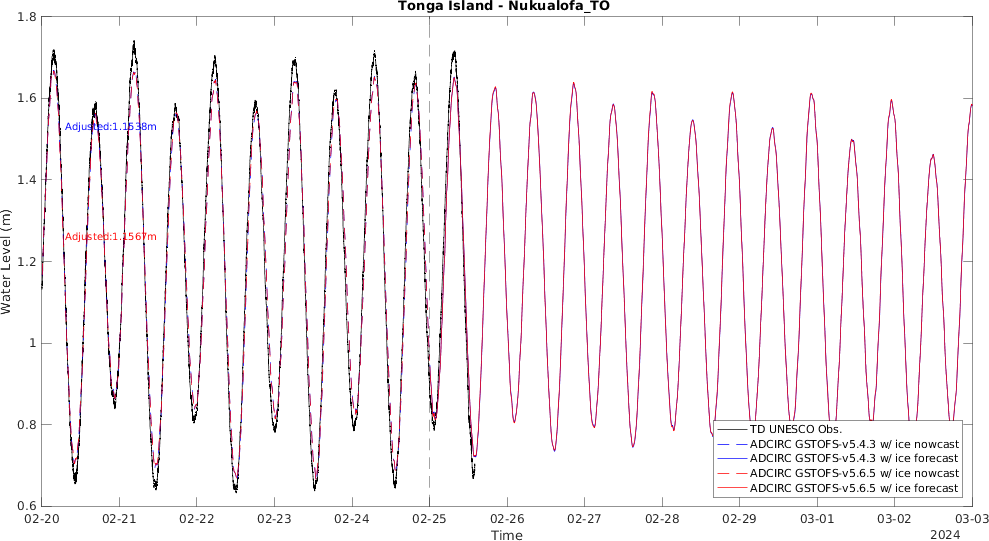 Tonga Island - Nukualofa_TO
1.8
1.6
1.4
1.2
1
0.8
0.6
Water Level (m)
Adjusted:1.1538m
Adjusted:1.1567m
TD UNESCO Obs.
ADCIRC GSTOFS-v5.4.3 w/ ice nowcast
ADCIRC GSTOFS-v5.4.3 w/ ice forecast
ADCIRC GSTOFS-v5.6.5 w/ ice nowcast
ADCIRC GSTOFS-v5.6.5 w/ ice forecast
02-20 02-21 02-22 02-23 02-24 02-25 02-26 02-27 02-28 02-29 03-01 03-02 03-03
Time
2024